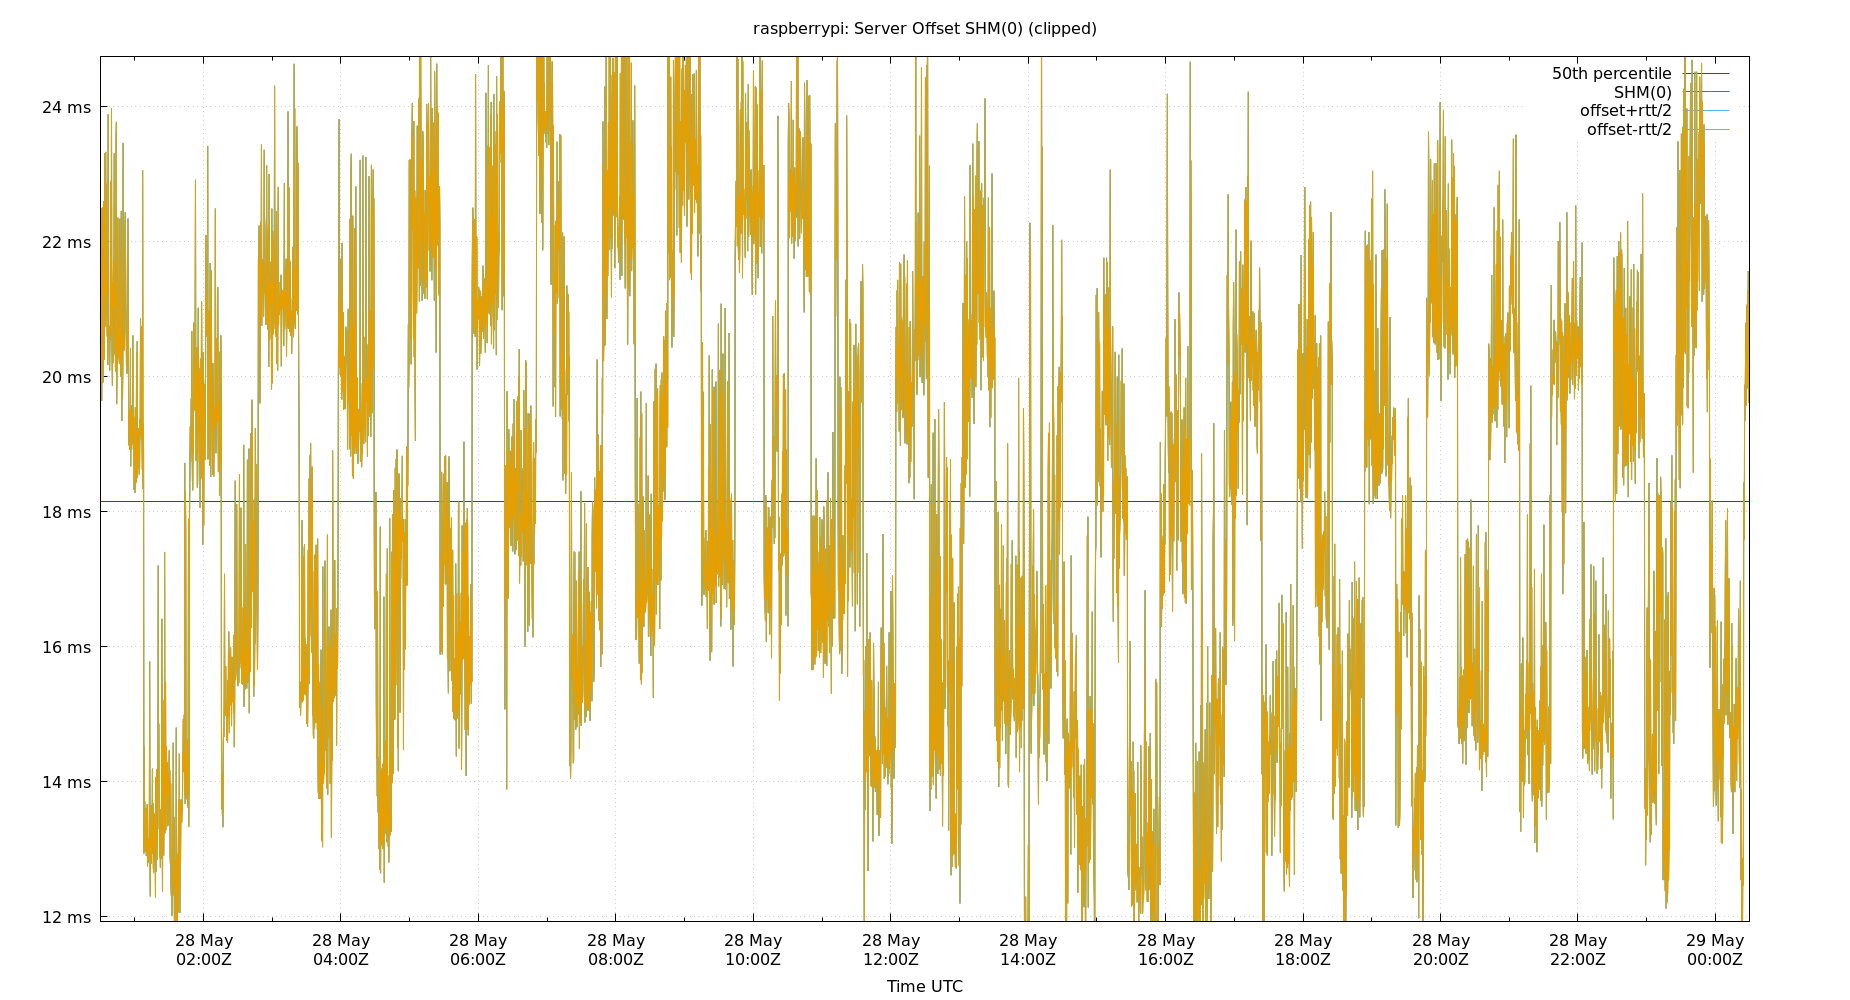 raspberrypi: Server Offset SHM(0) (clipped)
50th percentile
SHM(0)
offset+rtt/2
offset-rtt/2
24 ms
22 ms
20 ms
18 ms
16 ms
14 ms
12 ms
28 May 28 May 28 May 28 May 28 May 28 May 28 May 28 May 28 May 28 May 28 May 29 May
02:00Z 04:00Z 06:00Z 08:00Z 10:00Z 12:00Z 14:00Z 16:00Z 18:00Z 20:00Z 22:00Z 00:00Z
Time UTC